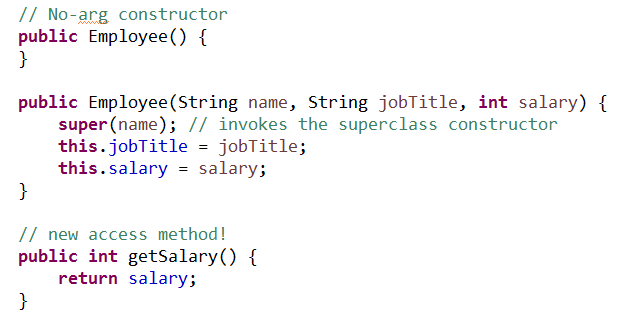 // No-arg constructor
public Employee() {
}
public Employee(String name, String jobTitle, int salary) {
super(name); // invokes the superclass constructor
this.jobTitle = jobTitle;
this.salary = salary;
}
// new access method!
public int getSalary() {
return salary;
}